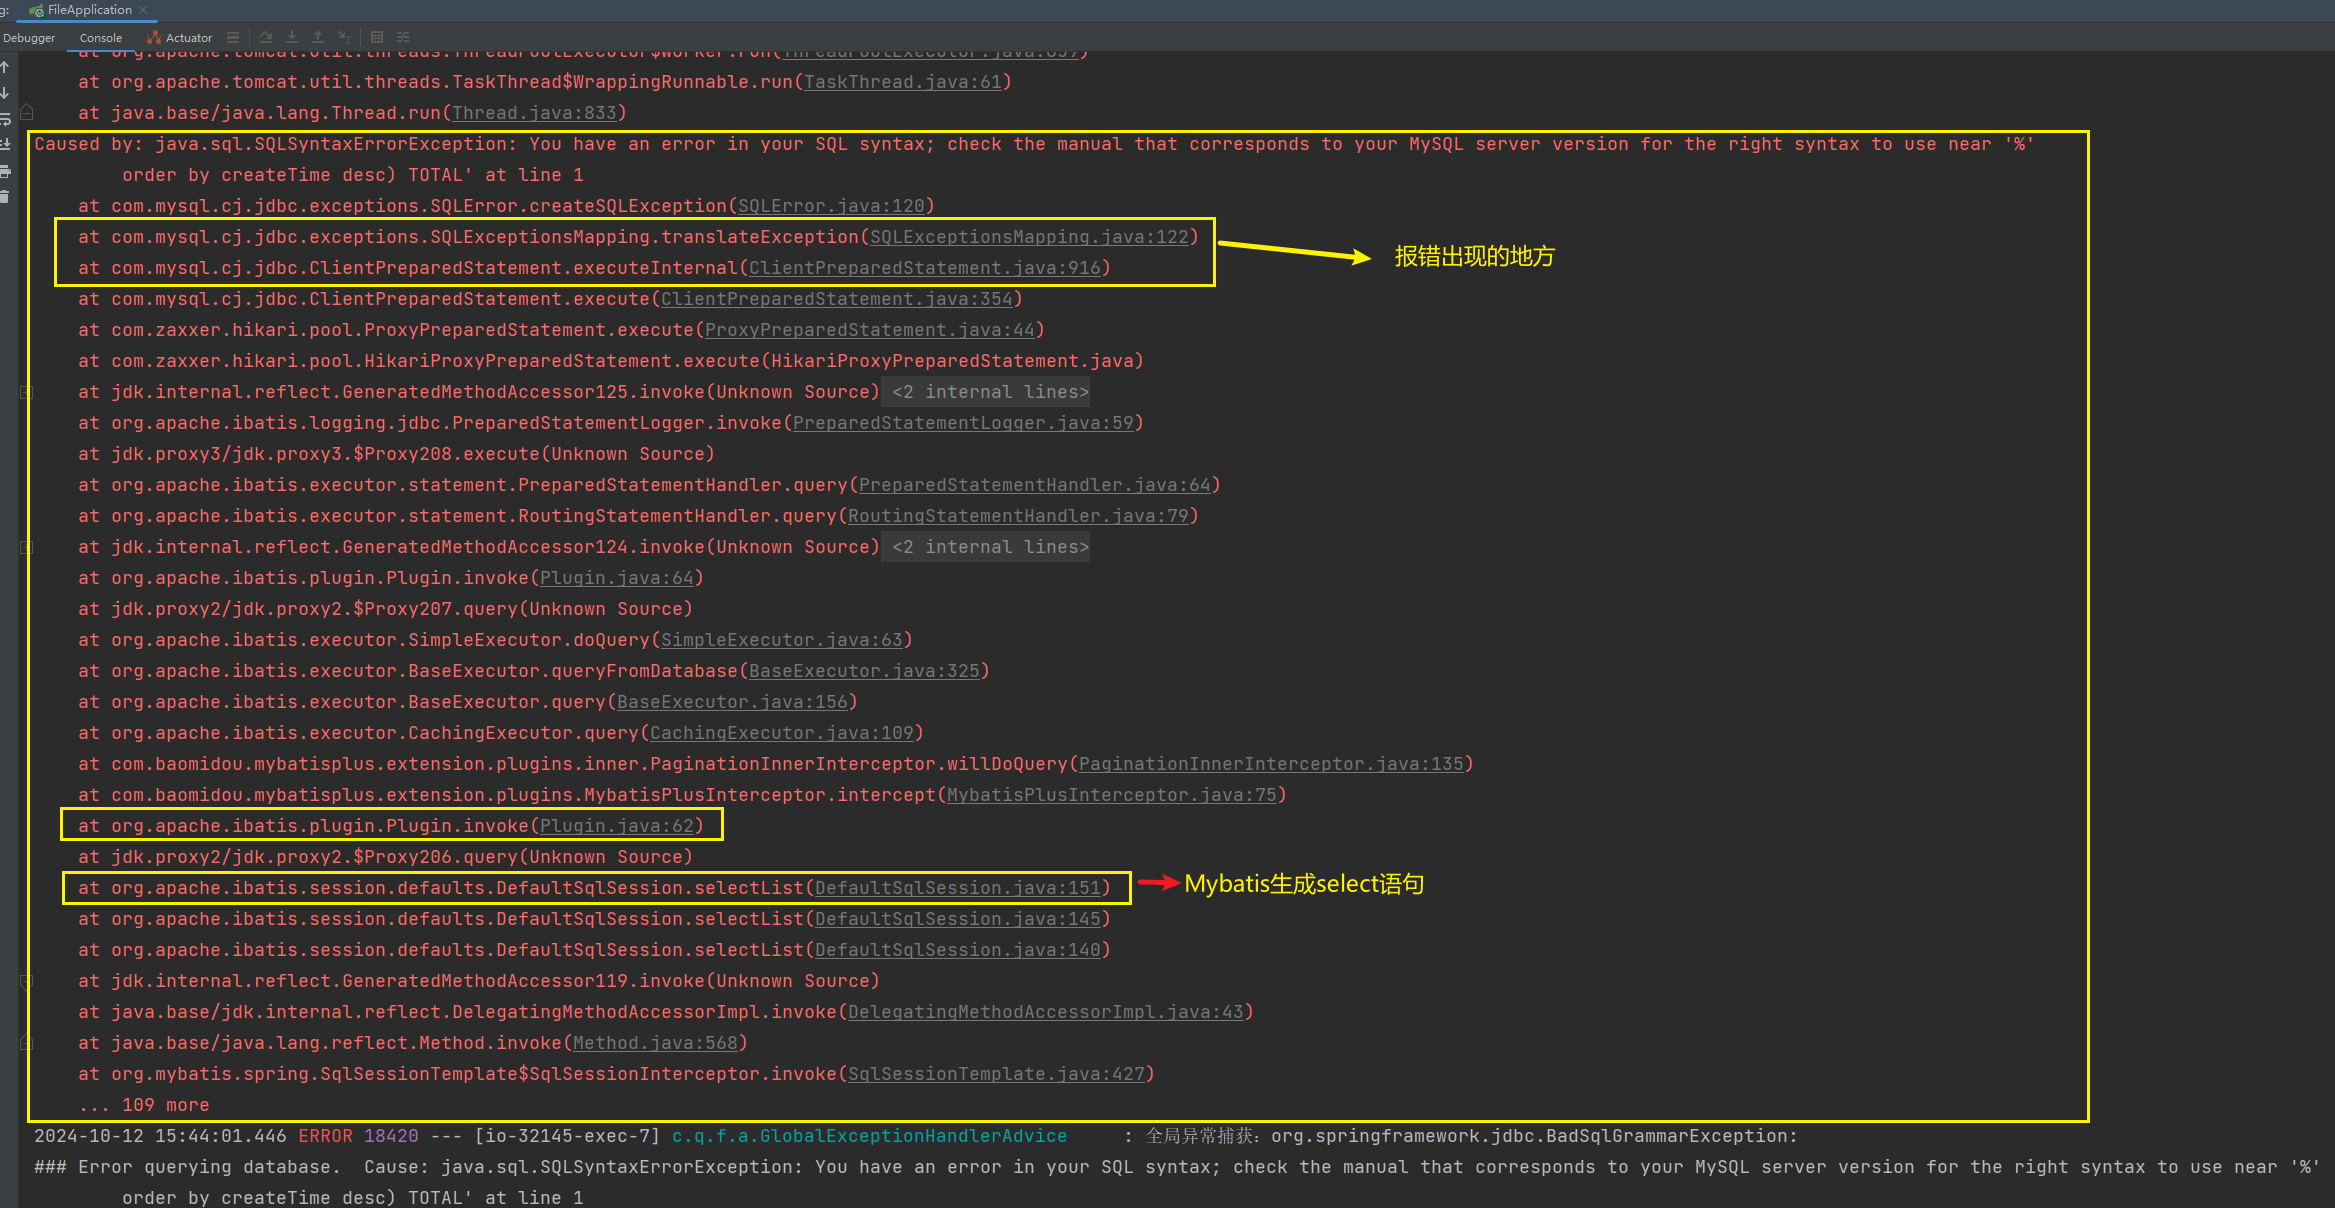 g: FileApplication
Debugger Console Actuator
at org.apache.tomcat.util.threads.ThreadPoolExecutor$Worker.run(ThreadPoolExecutor.java:659)
at org.apache.tomcat.util.threads.TaskThread$WrappingRunnable.run(TaskThread.java:61)
at java.base/java.lang.Thread.run(Thread.java:833)
Caused by: java.sql.SQLSyntaxErrorException: You have an error in your SQL syntax; check the manual that corresponds to your MySQL server version for the right syntax to use near '%'
order by createTime desc) TOTAL' at line 1
at com.mysql.cj.jdbc.exceptions.SQLError.createSQLException(SQLError.java:120)
at com.mysql.cj.jdbc.exceptions.SQLExceptionsMapping.translateException(SQLExceptionsMapping.java:122)
报错出现的地方
at com.mysql.cj.jdbc.ClientPreparedStatement.executeInternal(ClientPreparedStatement.java:916)
at com.mysql.cj.jdbc.ClientPreparedStatement.execute(ClientPreparedStatement.java:354)
at com.zaxxer.hikari.pool.ProxyPreparedStatement.execute(ProxyPreparedStatement.java:44)
at com.zaxxer.hikari.pool.HikariProxyPreparedStatement.execute(HikariProxyPreparedStatement.java)
at jdk.internal.reflect.GeneratedMethodAccessor125.invoke(Unknown Source) <2 internal lines>
at org.apache.ibatis.logging.jdbc.PreparedStatementLogger.invoke(PreparedStatementLogger.java:59)
at jdk.proxy3/jdk.proxy3.$Proxy208.execute(Unknown Source)
at org.apache.ibatis.executor.statement.PreparedStatementHandler.query(PreparedStatementHandler.java:64)
at org.apache.ibatis.executor.statement.RoutingStatementHandler.query(RoutingStatementHandler.java:79)
at jdk.internal.reflect.GeneratedMethodAccessor124.invoke(Unknown Source) <2 internal lines>
at org.apache.ibatis.plugin.Plugin.invoke(Plugin.java:64)
at jdk.proxy2/jdk.proxy2.$Proxy207.query(Unknown Source)
at org.apache.ibatis.executor.SimpleExecutor.doQuery(SimpleExecutor.java:63)
at org.apache.ibatis.executor.BaseExecutor.queryFromDatabase(BaseExecutor.java:325)
at org.apache.ibatis.executor.BaseExecutor.query(BaseExecutor.java:156)
at org.apache.ibatis.executor.CachingExecutor.query(CachingExecutor.java:109)
at com.baomidou.mybatisplus.extension.plugins.inner.PaginationInnerInterceptor.willDoQuery(PaginationInnerInterceptor.java:135)
at com.baomidou.mybatisplus.extension.plugins.MybatisPlusInterceptor.intercept(MybatisPlusInterceptor.java:75)
at org.apache.ibatis.plugin.Plugin.invoke(Plugin.java:62)
at jdk.proxy2/jdk.proxy2.$Proxy206.query(Unknown Source)
at org.apache.ibatis.session.defaults.DefaultSqlSession.selectList(DefaultSqlSession.java:151)
Mybatis生成select语句
at org.apache.ibatis.session.defaults.DefaultSqlSession.selectList(DefaultSqlSession.java:145)
at org.apache.ibatis.session.defaults.DefaultSqlSession.selectList(DefaultSqlSession.java:140)
at jdk.internal.reflect.GeneratedMethodAccessor119.invoke(Unknown Source)
at java.base/jdk.internal.reflect.DelegatingMethodAccessorImpl.invoke(DelegatingMethodAccessorImpl.java:43)
at java.base/java.lang.reflect.Method.invoke(Method.java:568)
at org.mybatis.spring.SqlSessionTemplate$SqlSessionInterceptor.invoke(SqlSessionTemplate.java:427)
... 109 more
2024-10-12 15:44:01.446 ERROR 18420 --- [io-32145-exec-7] c.q.f.a.GlobalExceptionHandlerAdvice : 全局异常捕获：org.springframework.jdbc.BadSqlGrammarException:
### Error querying database.  Cause: java.sql.SQLSyntaxErrorException: You have an error in your SQL syntax; check the manual that corresponds to your MySQL server version for the right syntax to use near '%'
order by createTime desc) TOTAL' at line 1